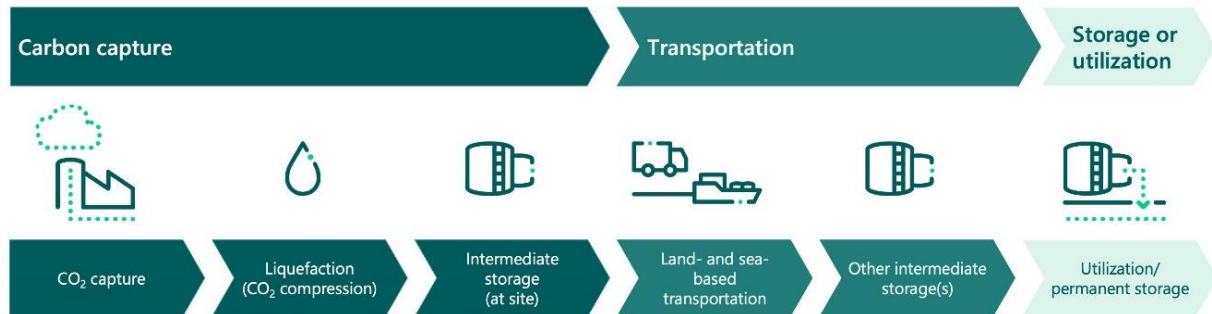 Carbon capture
Transportation
Storage or
utilization
CO₂ capture
Liquefaction
(CO₂ compression)
Intermediate
storage
(at site)
Land- and sea-
based
transportation
Other intermediate
storage(s)
Utilization/
permanent storage